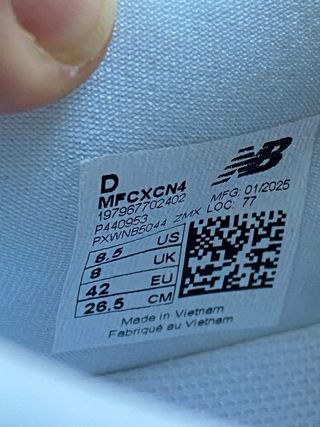 D
NB
MFCXCN4
197967702402
MFG: 01/2025
P440953
LOC: 77
PXWNB5044 ZMX
8.5 US
8 UK
42 EU
26.5 CM
Made in Vietnam
Fabriqué au Vietnam